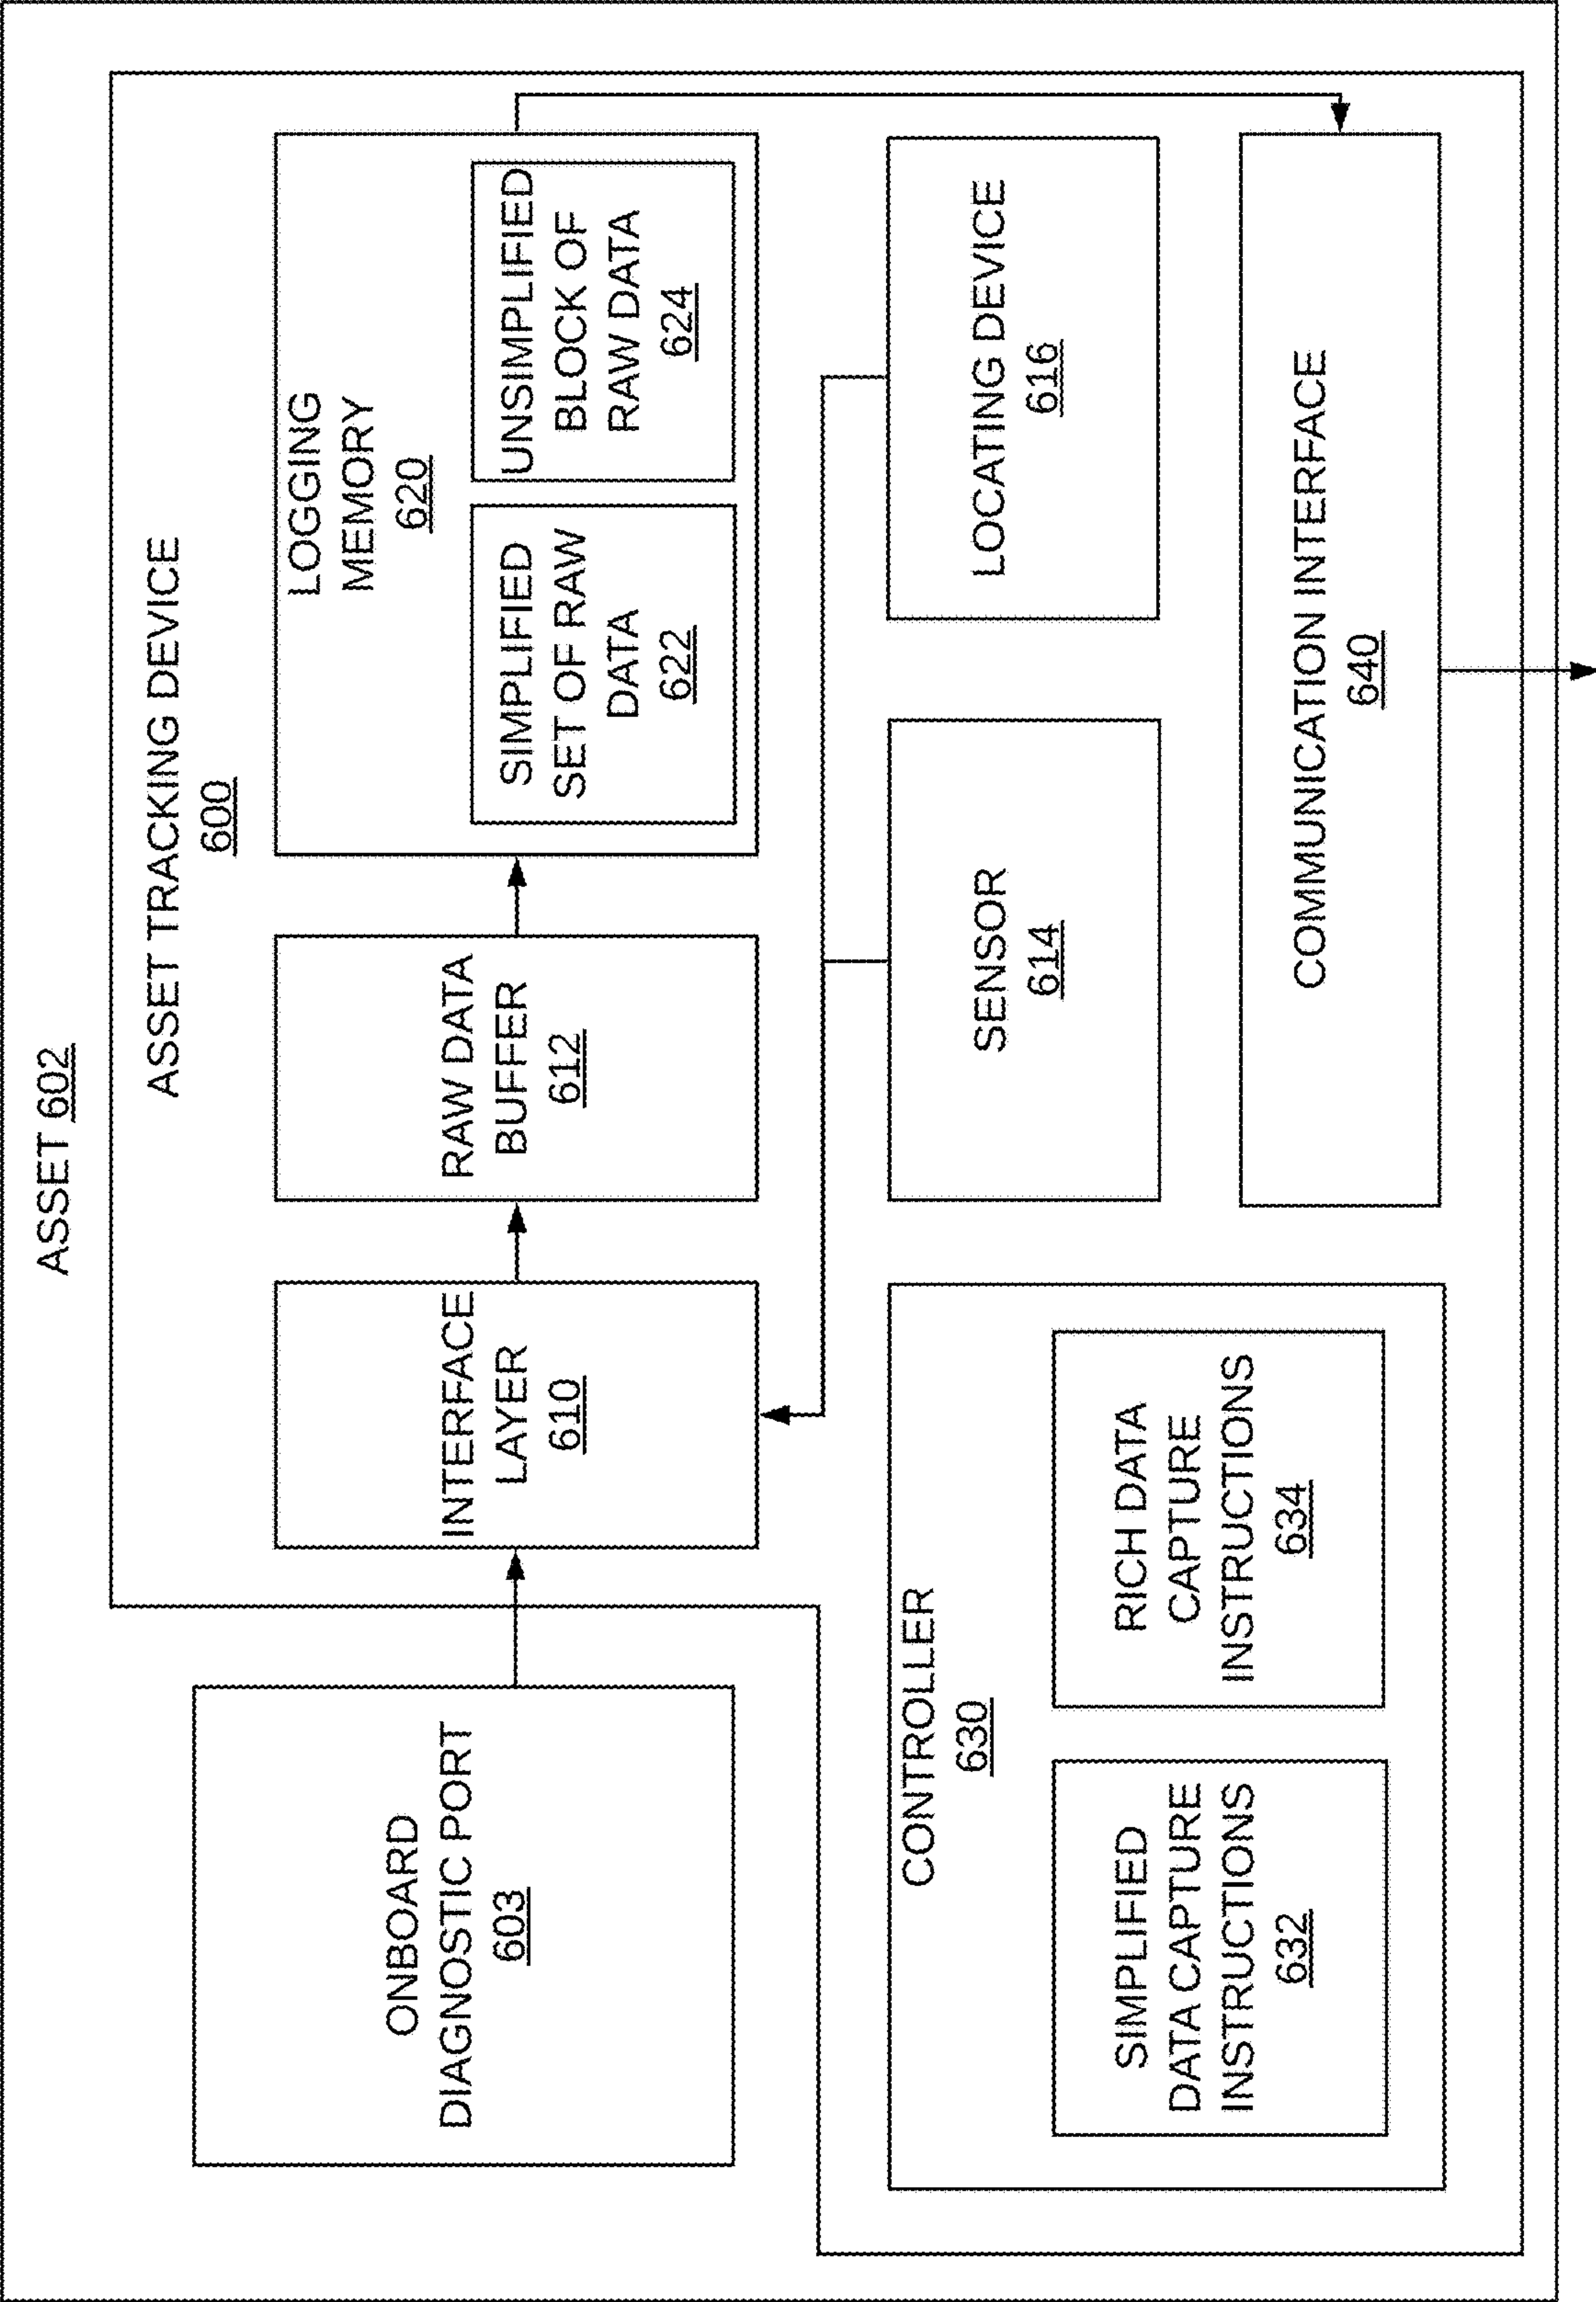 ASSET 602
ASSET TRACKING DEVICE
600
ONBOARD
DIAGNOSTIC PORT
603
INTERFACE
LAYER
610
RAW DATA
BUFFER
612
LOGGING
MEMORY
620
SIMPLIFIED
SET OF RAW
DATA
622
UNSIMPLIFIED
BLOCK OF
RAW DATA
624
CONTROLLER
630
SIMPLIFIED
DATA CAPTURE
INSTRUCTIONS
632
RICH DATA
CAPTURE
INSTRUCTIONS
634
SENSOR
614
LOCATING DEVICE
616
COMMUNICATION INTERFACE
640